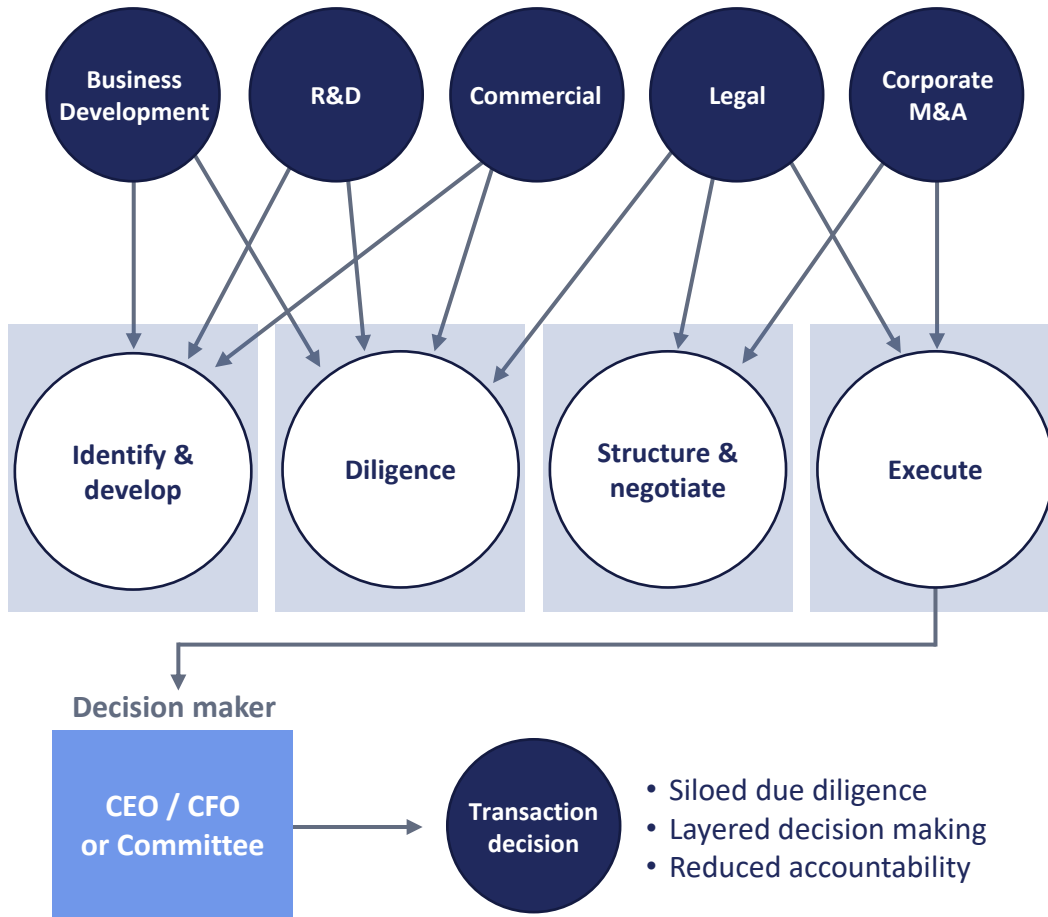 Business
Development
R&D
Commercial
Legal
Corporate
M&A
Identify &
develop
Diligence
Structure &
negotiate
Execute
Decision maker
CEO / CFO
or Committee
Transaction
decision
• Siloed due diligence
• Layered decision making
• Reduced accountability